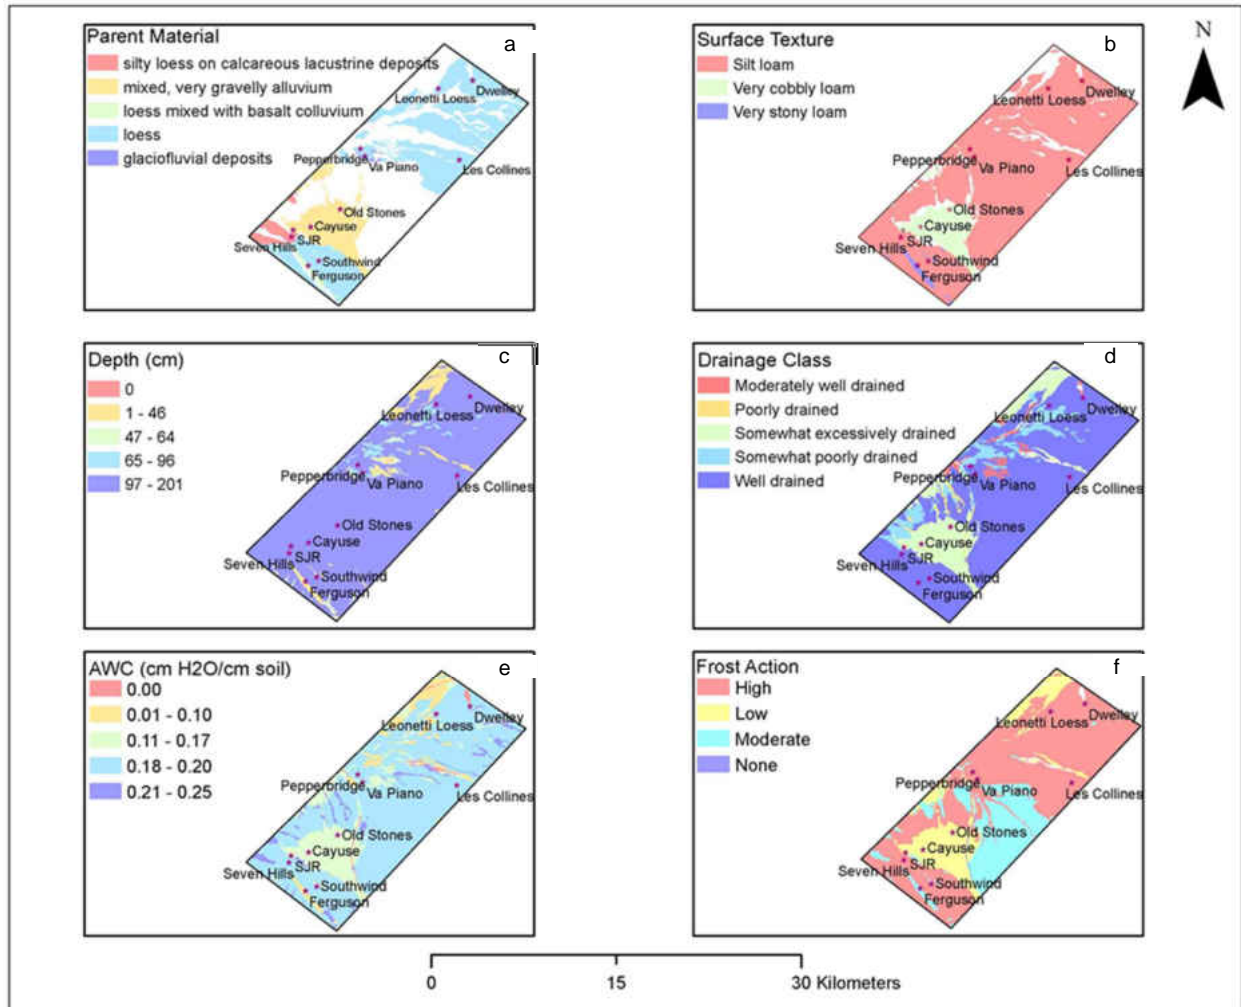 Parent Material
a
silty loess on calcareous lacustrine deposits
mixed, very gravelly alluvium
loess mixed with basalt colluvium
loess
glaciofluvial deposits
Leonetti Loess
Dwelley
Pepperbridge
Va Piano
Les Collines
Old Stones
Cayuse
SJR
Seven Hills
Southwind
Ferguson
Surface Texture
b
Silt loam
Very cobbly loam
Very stony loam
Leonetti Loess
Dwelley
Pepperbridge
Va Piano
Les Collines
Old Stones
Cayuse
SJR
Seven Hills
Southwind
Ferguson
N
Depth (cm)
c
0
1 - 46
47 - 64
65 - 96
97 - 201
Leonetti Loess
Dwelley
Pepperbridge
Va Piano
Les Collines
Old Stones
Cayuse
SJR
Seven Hills
Southwind
Ferguson
Drainage Class
d
Moderately well drained
Poorly drained
Somewhat excessively drained
Somewhat poorly drained
Well drained
Leonetti Loess
Dwelley
Pepperbridge
Va Piano
Les Collines
Old Stones
Cayuse
SJR
Seven Hills
Southwind
Ferguson
AWC (cm H2O/cm soil)
e
0.00
0.01 - 0.10
0.11 - 0.17
0.18 - 0.20
0.21 - 0.25
Leonetti Loess
Dwelley
Pepperbridge
Va Piano
Les Collines
Old Stones
Cayuse
SJR
Seven Hills
Southwind
Ferguson
Frost Action
f
High
Low
Moderate
None
Leonetti Loess
Dwelley
Pepperbridge
Va Piano
Les Collines
Old Stones
Cayuse
SJR
Seven Hills
Southwind
Ferguson
0 15 30 Kilometers